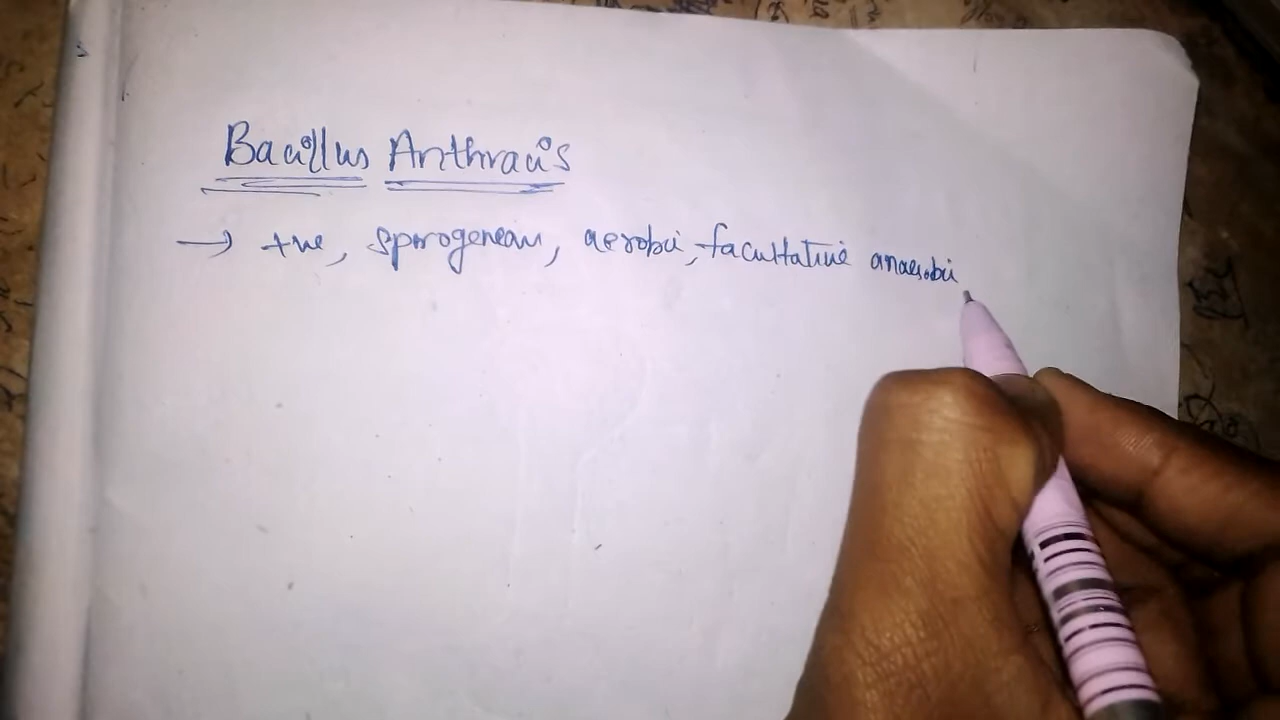 Bacillus Anthracis
→ +ve, sporogenous, aerobic, facultative anaerobic